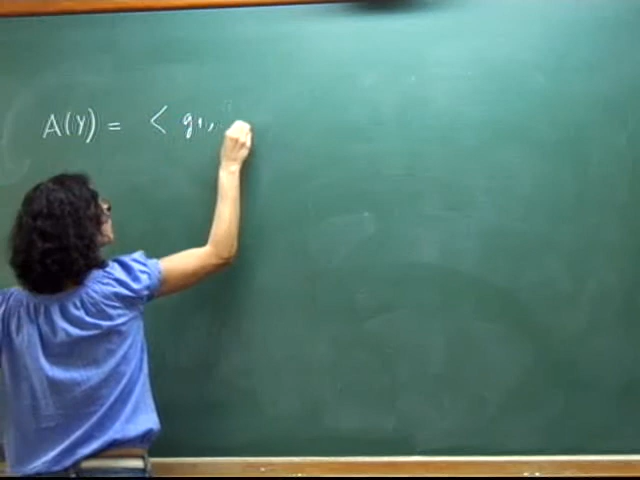 A(Y) = < g₁,